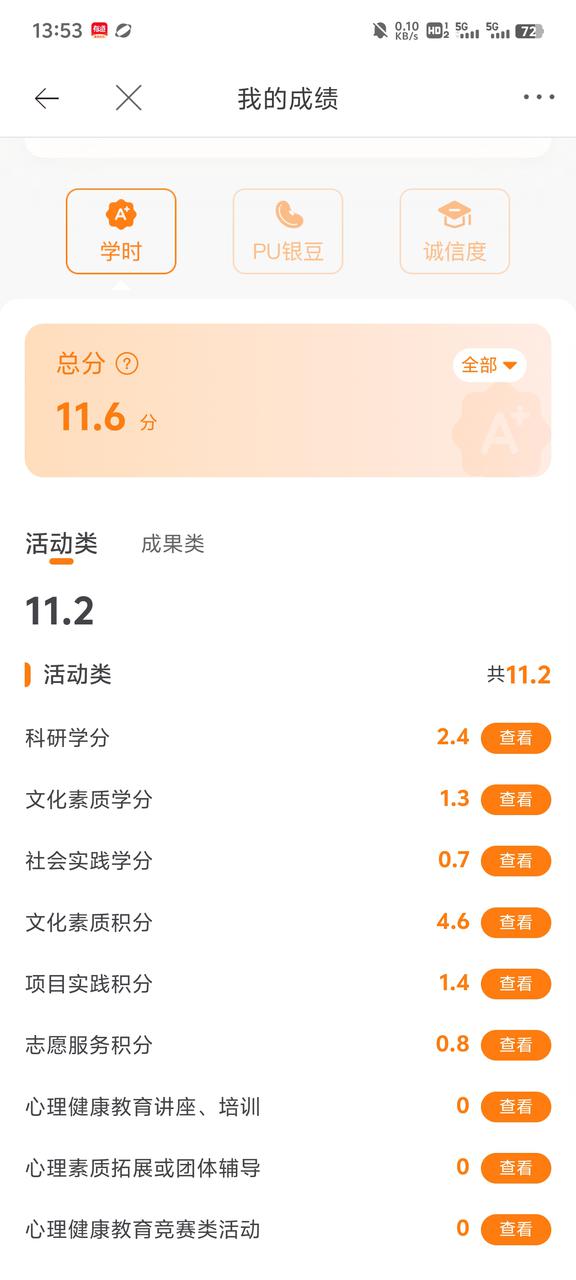 13:53 有道 0.10 KB/s HD 1 2 5G 5G 72
我的成绩
A+ 学时
PU银豆
诚信度
总分 ? 全部
11.6 分
A+
活动类 成果类
11.2
活动类 共11.2
科研学分 2.4 查看
文化素质学分 1.3 查看
社会实践学分 0.7 查看
文化素质积分 4.6 查看
项目实践积分 1.4 查看
志愿服务积分 0.8 查看
心理健康教育讲座、培训 0 查看
心理素质拓展或团体辅导 0 查看
心理健康教育竞赛类活动 0 查看